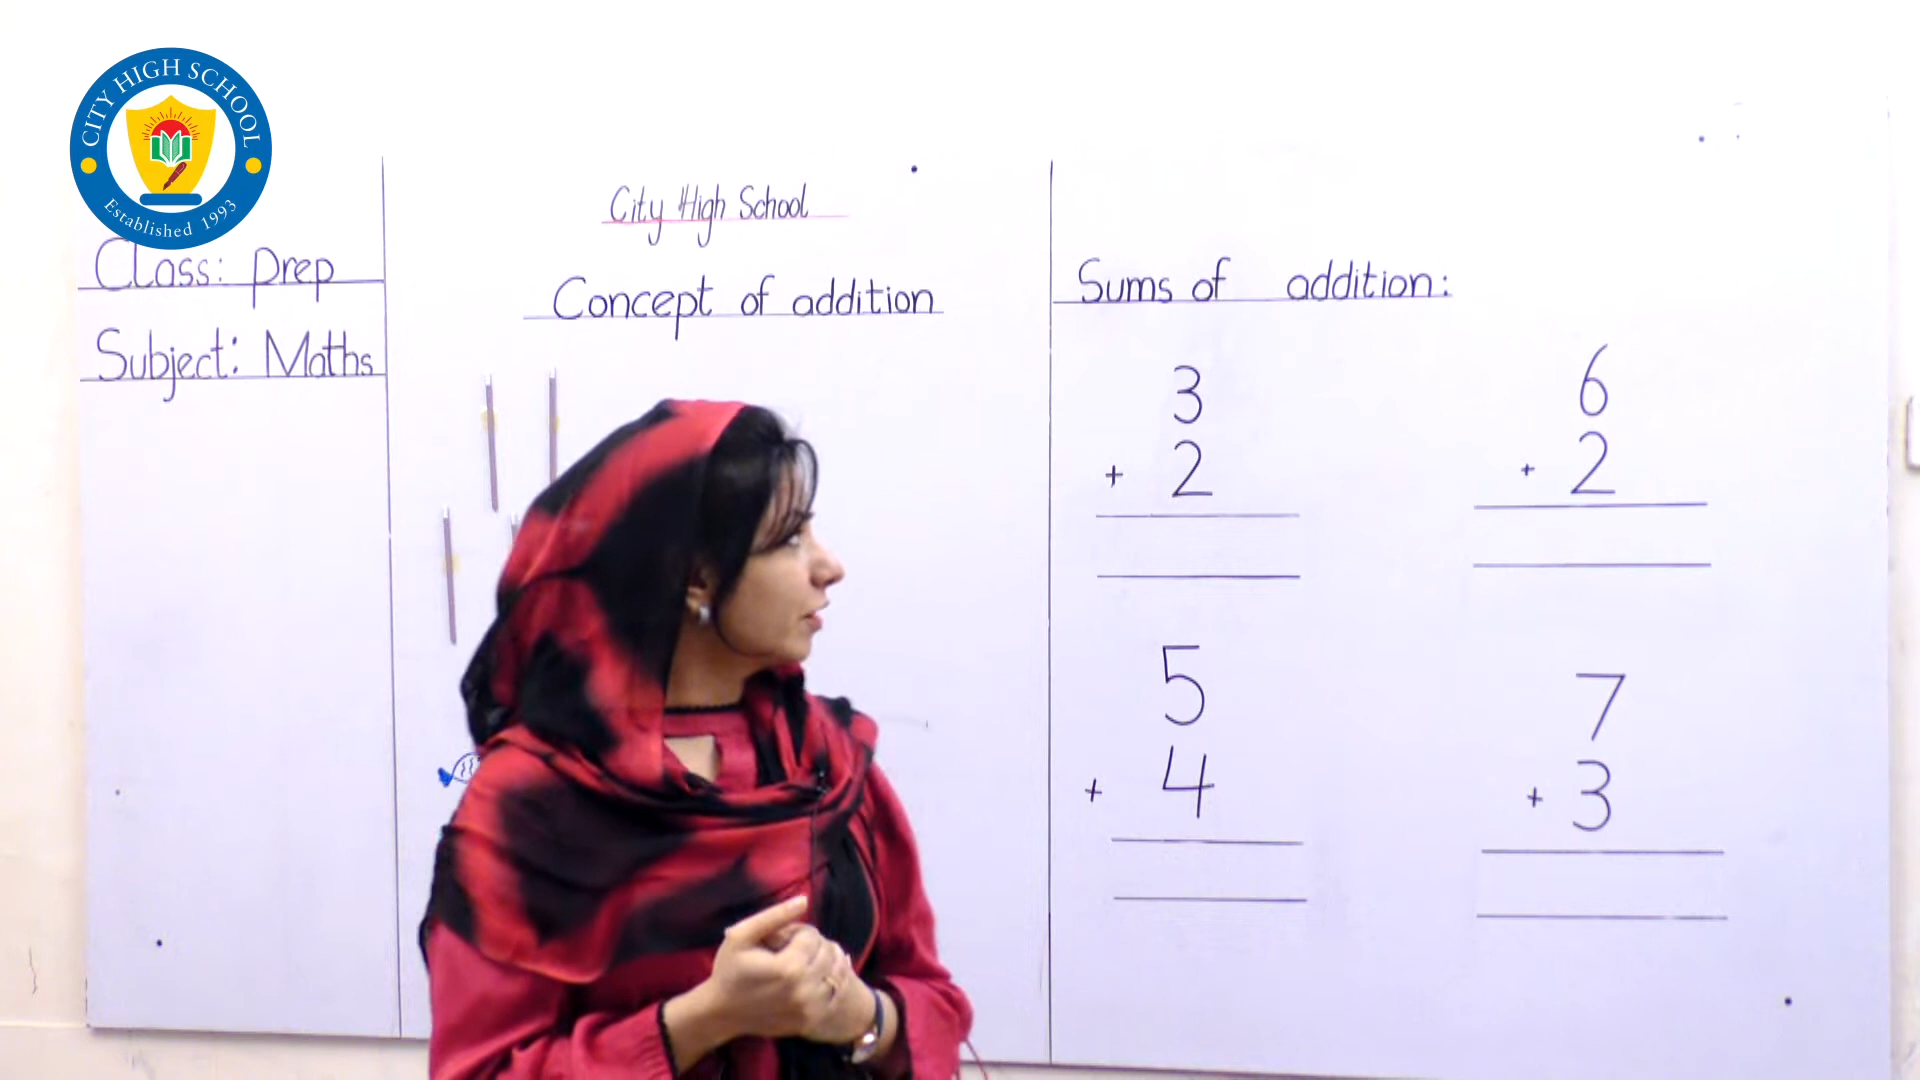 CITY HIGH SCHOOL
Established 1993
Class: Prep
Subject: Maths
City High School
Concept of addition
Sums of addition:
3
+ 2
6
+ 2
5
+ 4
7
+ 3